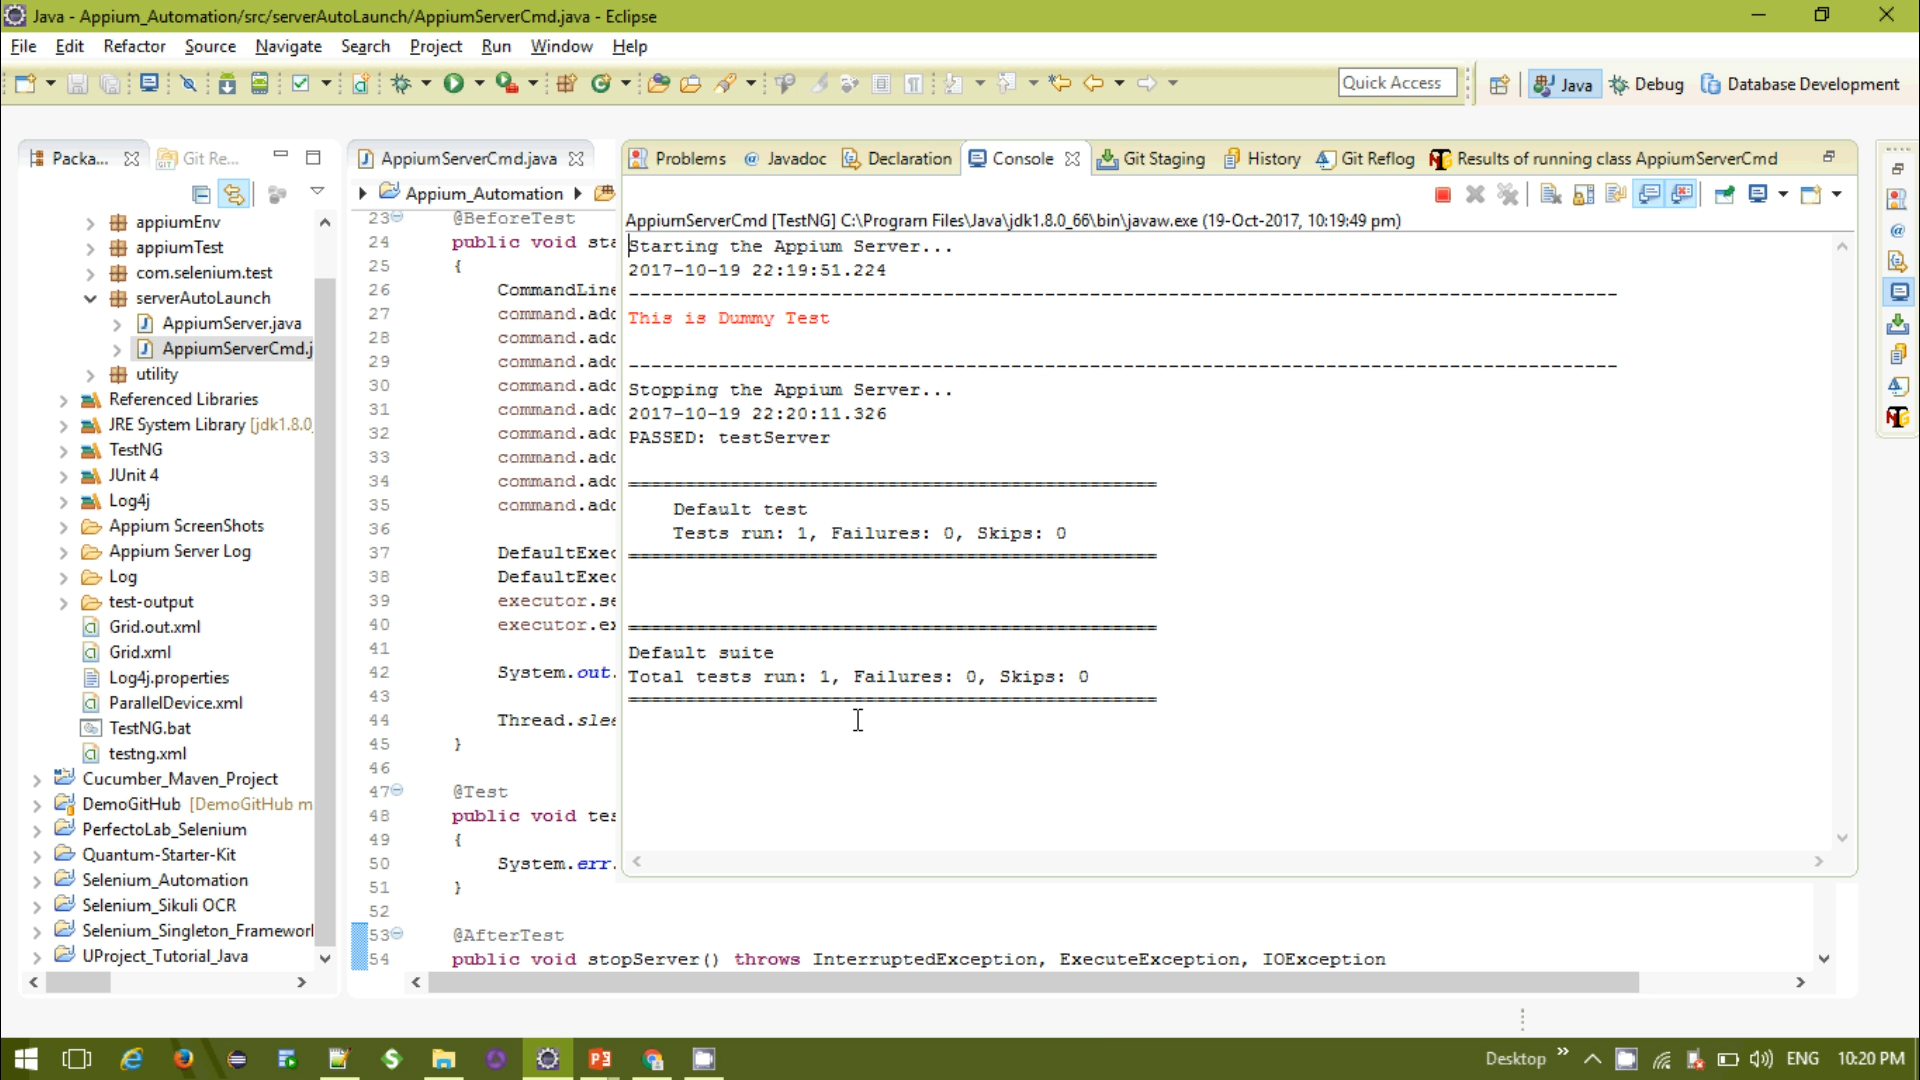 Java - Appium_Automation/src/serverAutoLaunch/AppiumServerCmd.java - Eclipse
File Edit Refactor Source Navigate Search Project Run Window Help
Quick Access Java Debug Database Development
Packa... Git Re...
appiumEnv
appiumTest
com.selenium.test
serverAutoLaunch
AppiumServer.java
AppiumServerCmd.j
utility
Referenced Libraries
JRE System Library [jdk1.8.0_
TestNG
JUnit 4
Log4j
Appium ScreenShots
Appium Server Log
Log
test-output
Grid.out.xml
Grid.xml
Log4j.properties
ParallelDevice.xml
TestNG.bat
testng.xml
Cucumber_Maven_Project
DemoGitHub [DemoGitHub m
PerfectoLab_Selenium
Quantum-Starter-Kit
Selenium_Automation
Selenium_Sikuli OCR
Selenium_Singleton_Framework
UProject_Tutorial_Java
AppiumServerCmd.java
Appium_Automation
23 @BeforeTest
24 public void sta
25 {
26 CommandLine
27 command.add
28 command.add
29 command.add
30 command.add
31 command.add
32 command.add
33 command.add
34 command.add
35 command.add
36
37 DefaultExec
38 DefaultExec
39 executor.se
40 executor.ex
41
42 System.out.
43
44 Thread.slee
45 }
46
47 @Test
48 public void tes
49 {
50 System.err.
51 }
52
53 @AfterTest
54 public void stopServer() throws InterruptedException, ExecuteException, IOException
Problems Javadoc Declaration Console Git Staging History Git Reflog Results of running class AppiumServerCmd
AppiumServerCmd [TestNG] C:\Program Files\Java\jdk1.8.0_66\bin\javaw.exe (19-Oct-2017, 10:19:49 pm)
Starting the Appium Server...
2017-10-19 22:19:51.224
----------------------------------------------------------------------------------------
This is Dummy Test
----------------------------------------------------------------------------------------
Stopping the Appium Server...
2017-10-19 22:20:11.326
PASSED: testServer
===============================================
Default test
Tests run: 1, Failures: 0, Skips: 0
===============================================
===============================================
Default suite
Total tests run: 1, Failures: 0, Skips: 0
===============================================
Desktop ENG 10:20 PM